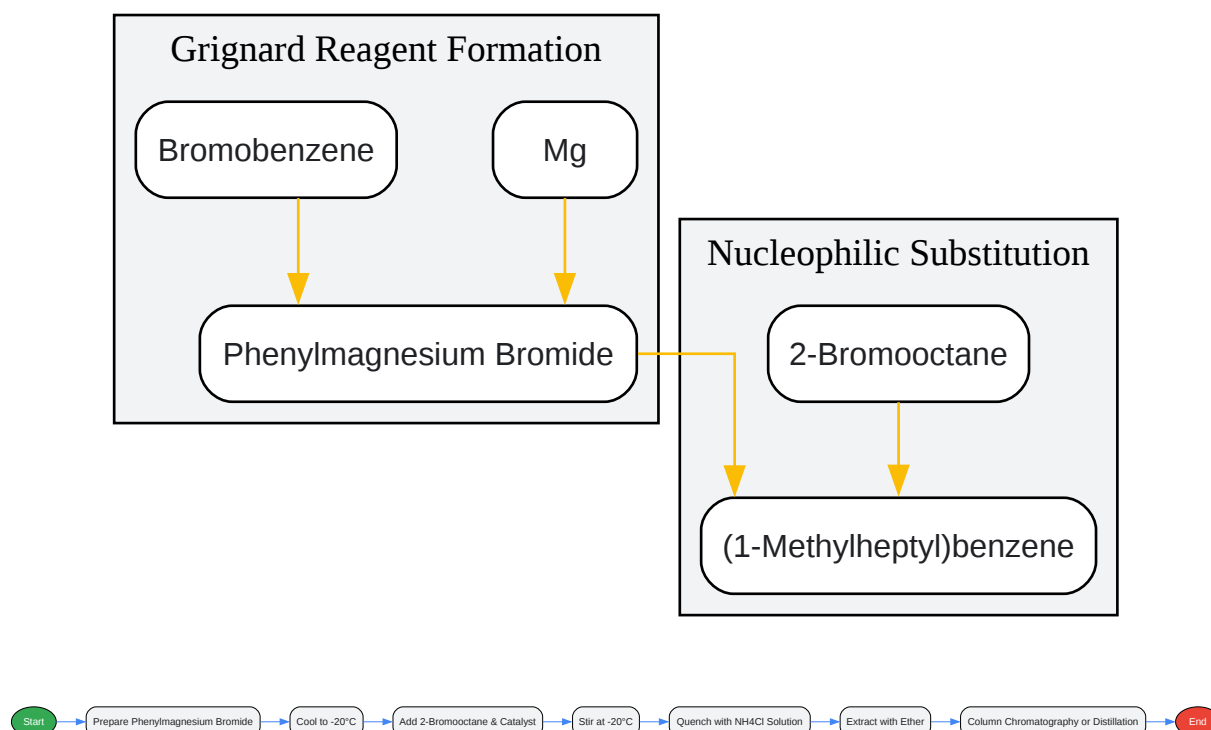 Grignard Reagent Formation
Bromobenzene
Mg
Phenylmagnesium Bromide
Nucleophilic Substitution
2-Bromooctane
(1-Methylheptyl)benzene
Start
Prepare Phenylmagnesium Bromide
Cool to -20°C
Add 2-Bromooctane & Catalyst
Stir at -20°C
Quench with NH4Cl Solution
Extract with Ether
Column Chromatography or Distillation
End